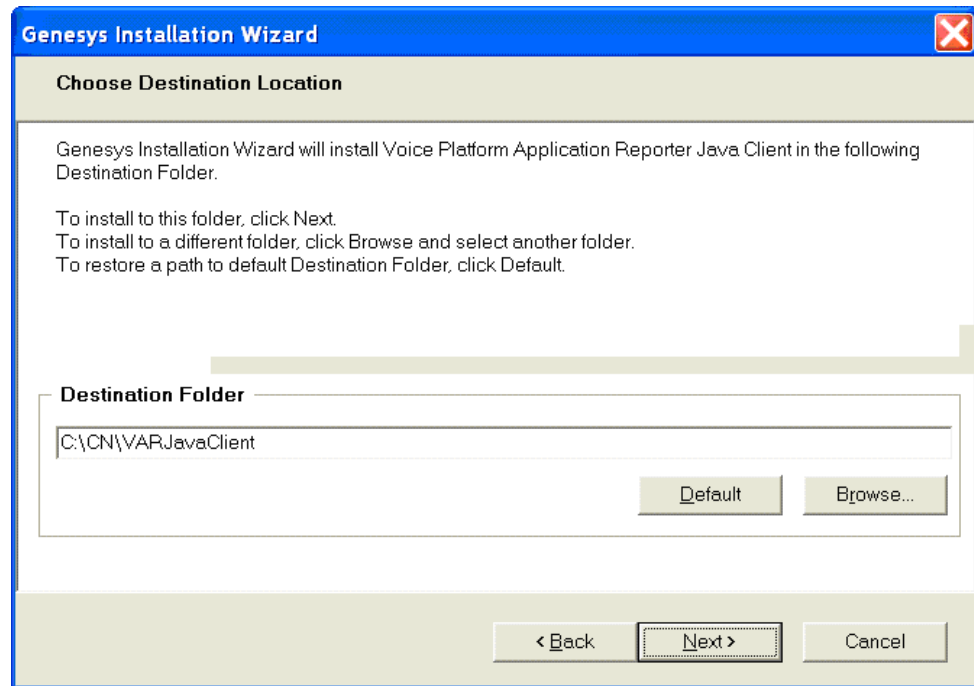 Genesys Installation Wizard
Choose Destination Location
Genesys Installation Wizard will install Voice Platform Application Reporter Java Client in the following
Destination Folder.
To install to this folder, click Next.
To install to a different folder, click Browse and select another folder.
To restore a path to default Destination Folder, click Default.
Destination Folder
C:\CN\VARJavaClient
Default
Browse...
< Back
Next >
Cancel